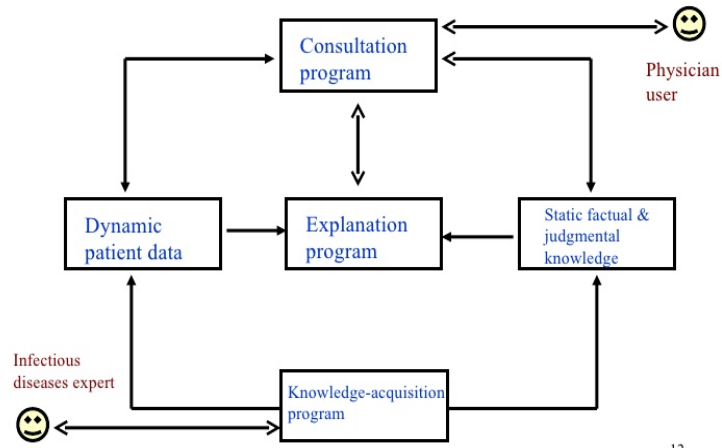 Consultation
program
Physician
user
Dynamic
patient data
Explanation
program
Static factual &
judgmental
knowledge
Infectious
diseases expert
Knowledge-acquisition
program